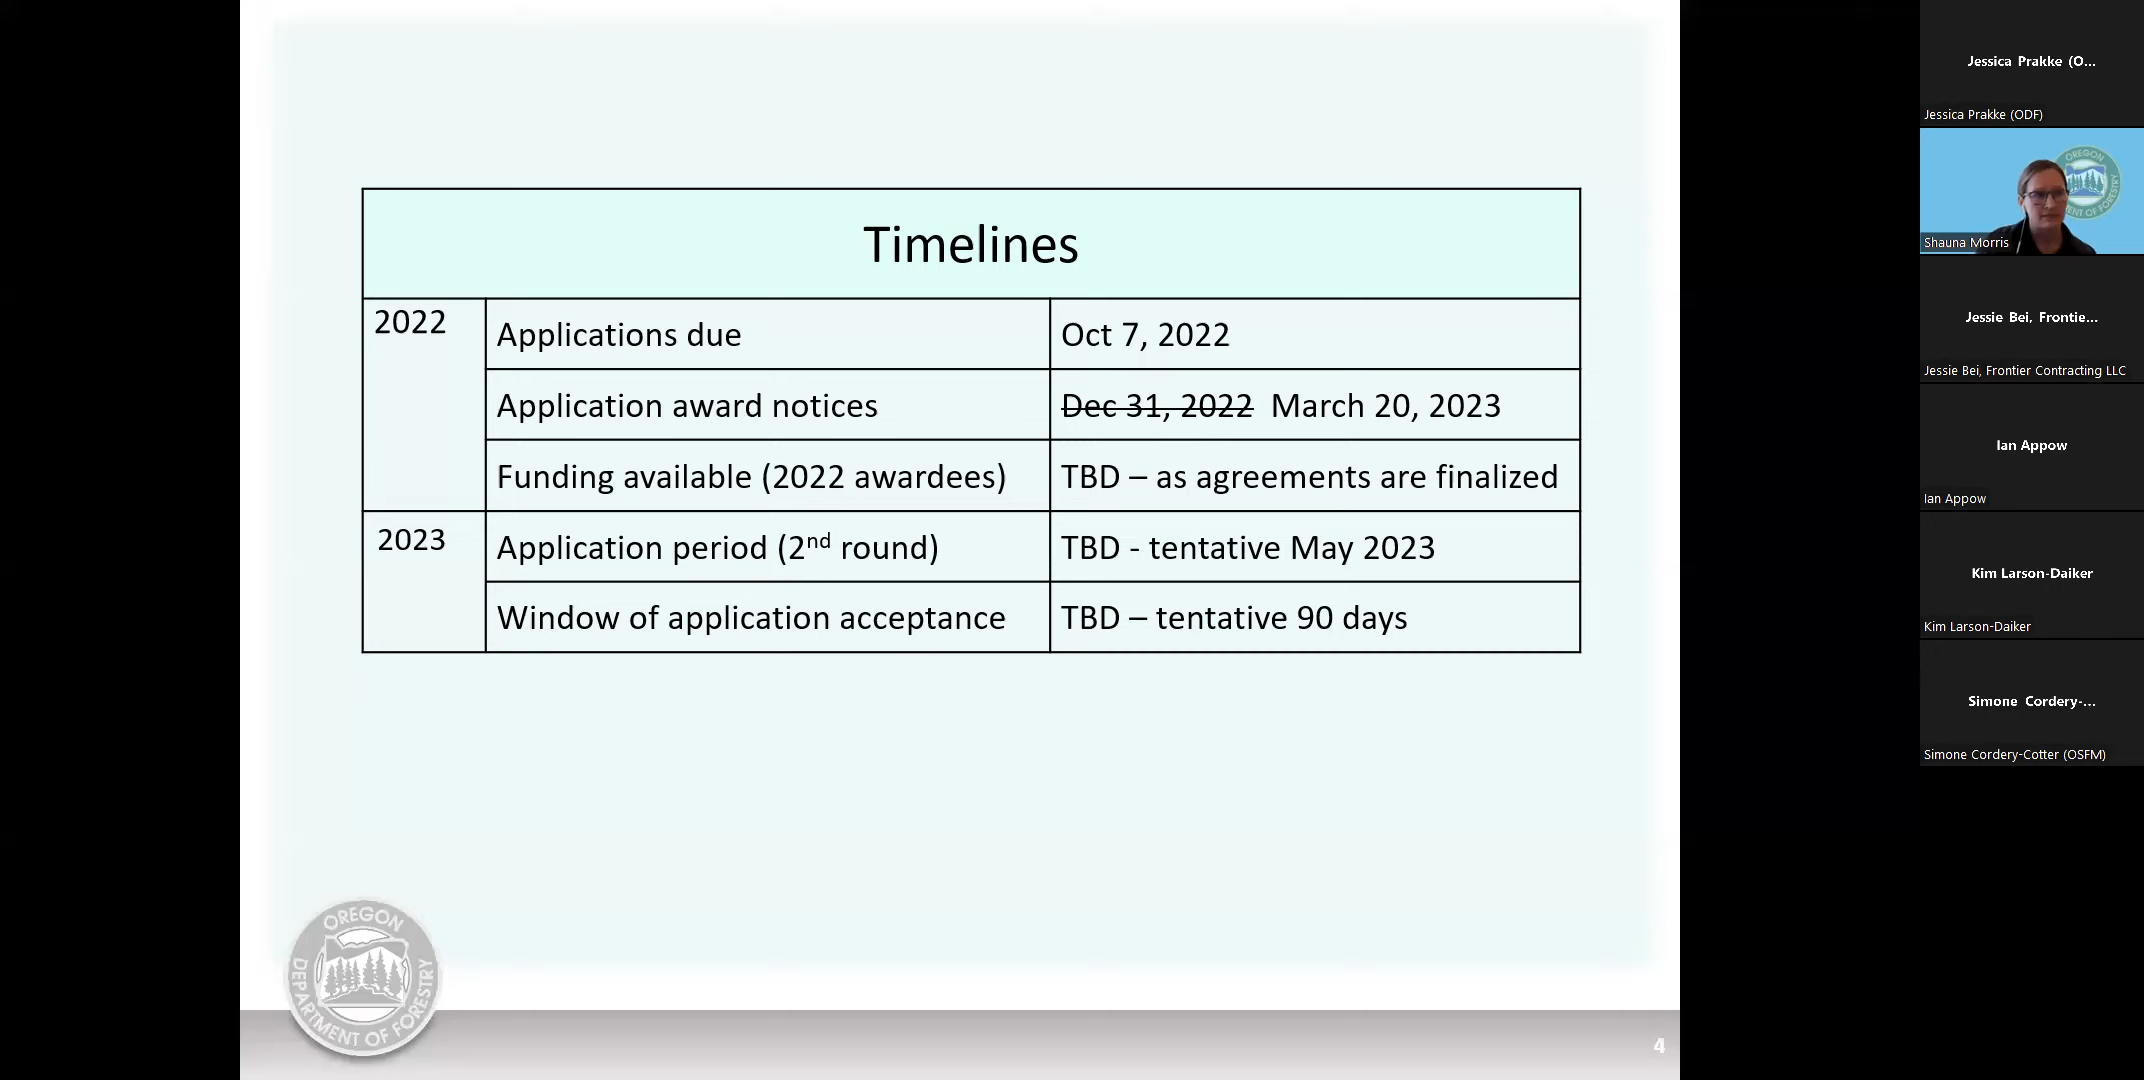 Timelines
2022
Applications due
Oct 7, 2022
Application award notices
Dec 31, 2022 March 20, 2023
Funding available (2022 awardees)
TBD – as agreements are finalized
2023
Application period (2nd round)
TBD - tentative May 2023
Window of application acceptance
TBD – tentative 90 days
OREGON
DEPARTMENT OF FORESTRY
4
Jessica Prakke (O...
Jessica Prakke (ODF)
OREGON
MENT OF FORESTRY
Shauna Morris
Jessie Bei, Frontie...
Jessie Bei, Frontier Contracting LLC
Ian Appow
Ian Appow
Kim Larson-Daiker
Kim Larson-Daiker
Simone Cordery-...
Simone Cordery-Cotter (OSFM)